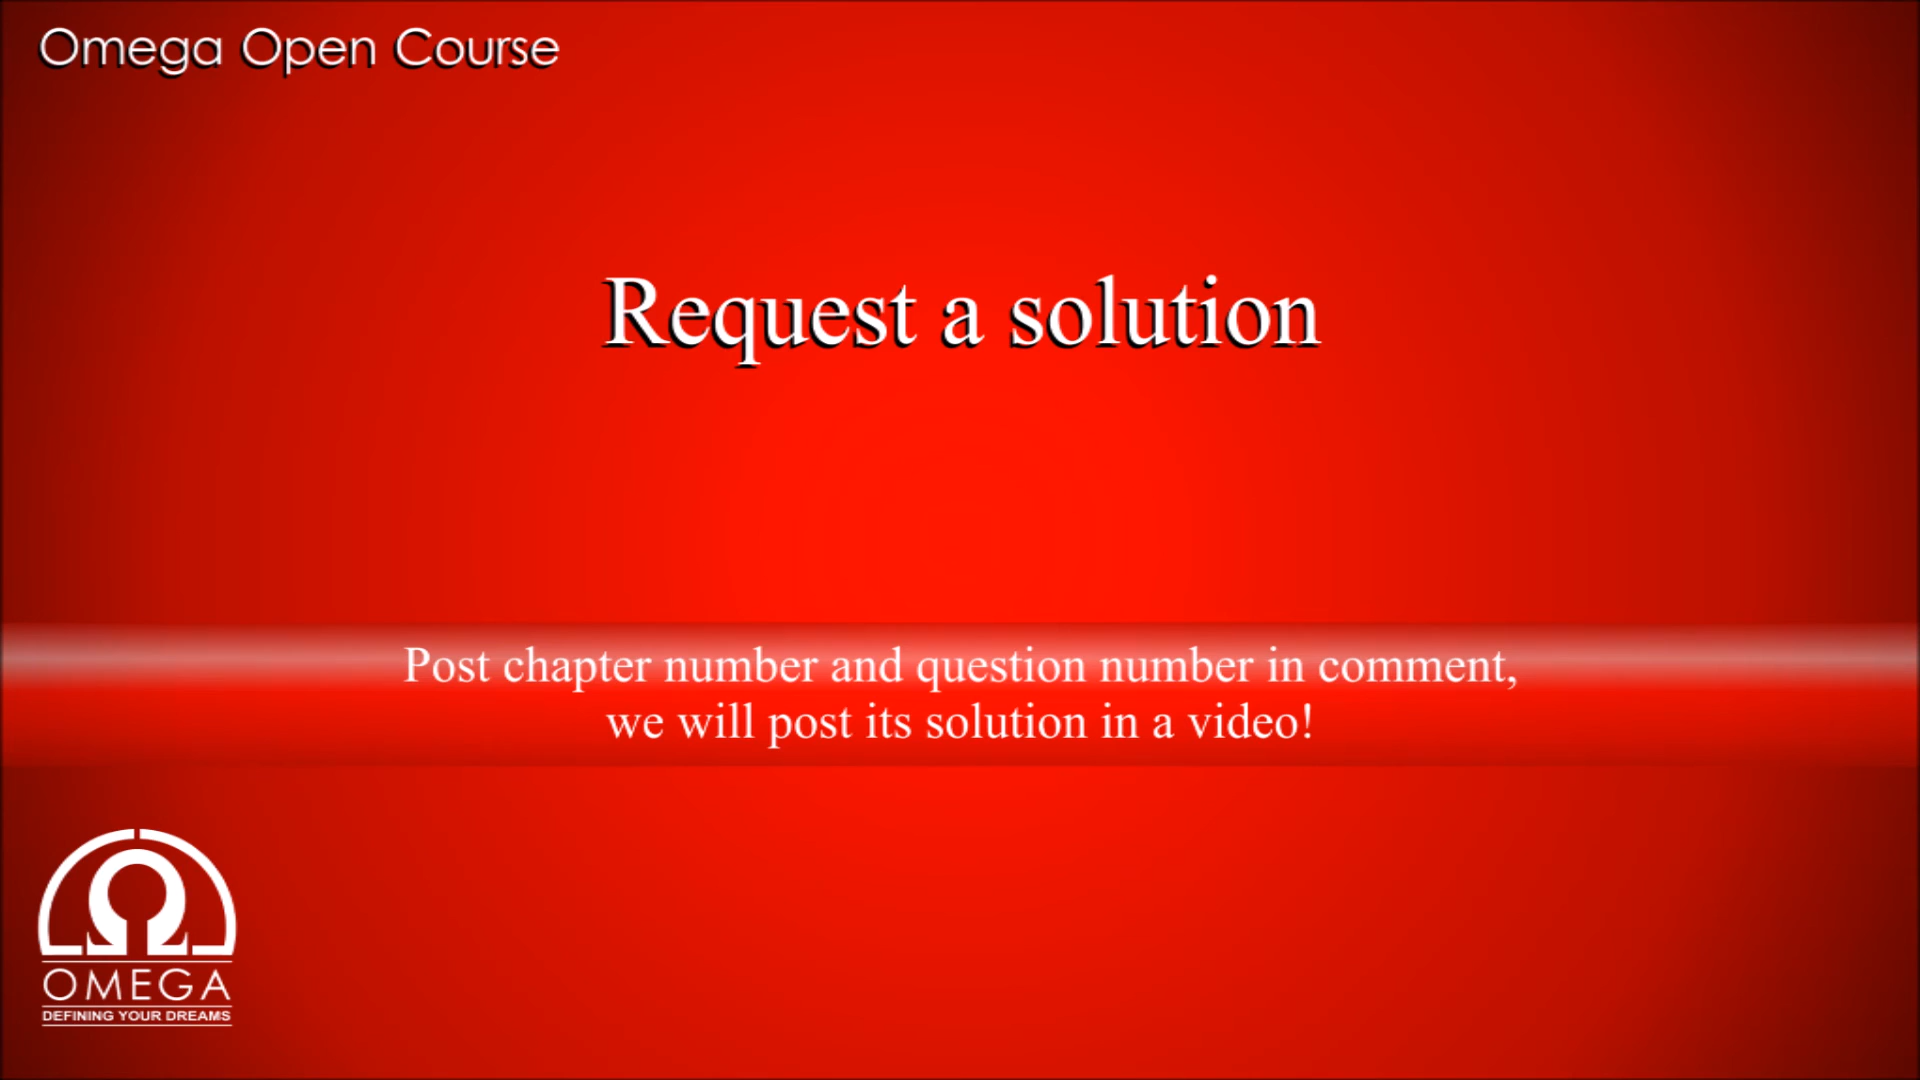 Omega Open Course
Request a solution
Post chapter number and question number in comment,
we will post its solution in a video!
OMEGA
DEFINING YOUR DREAMS